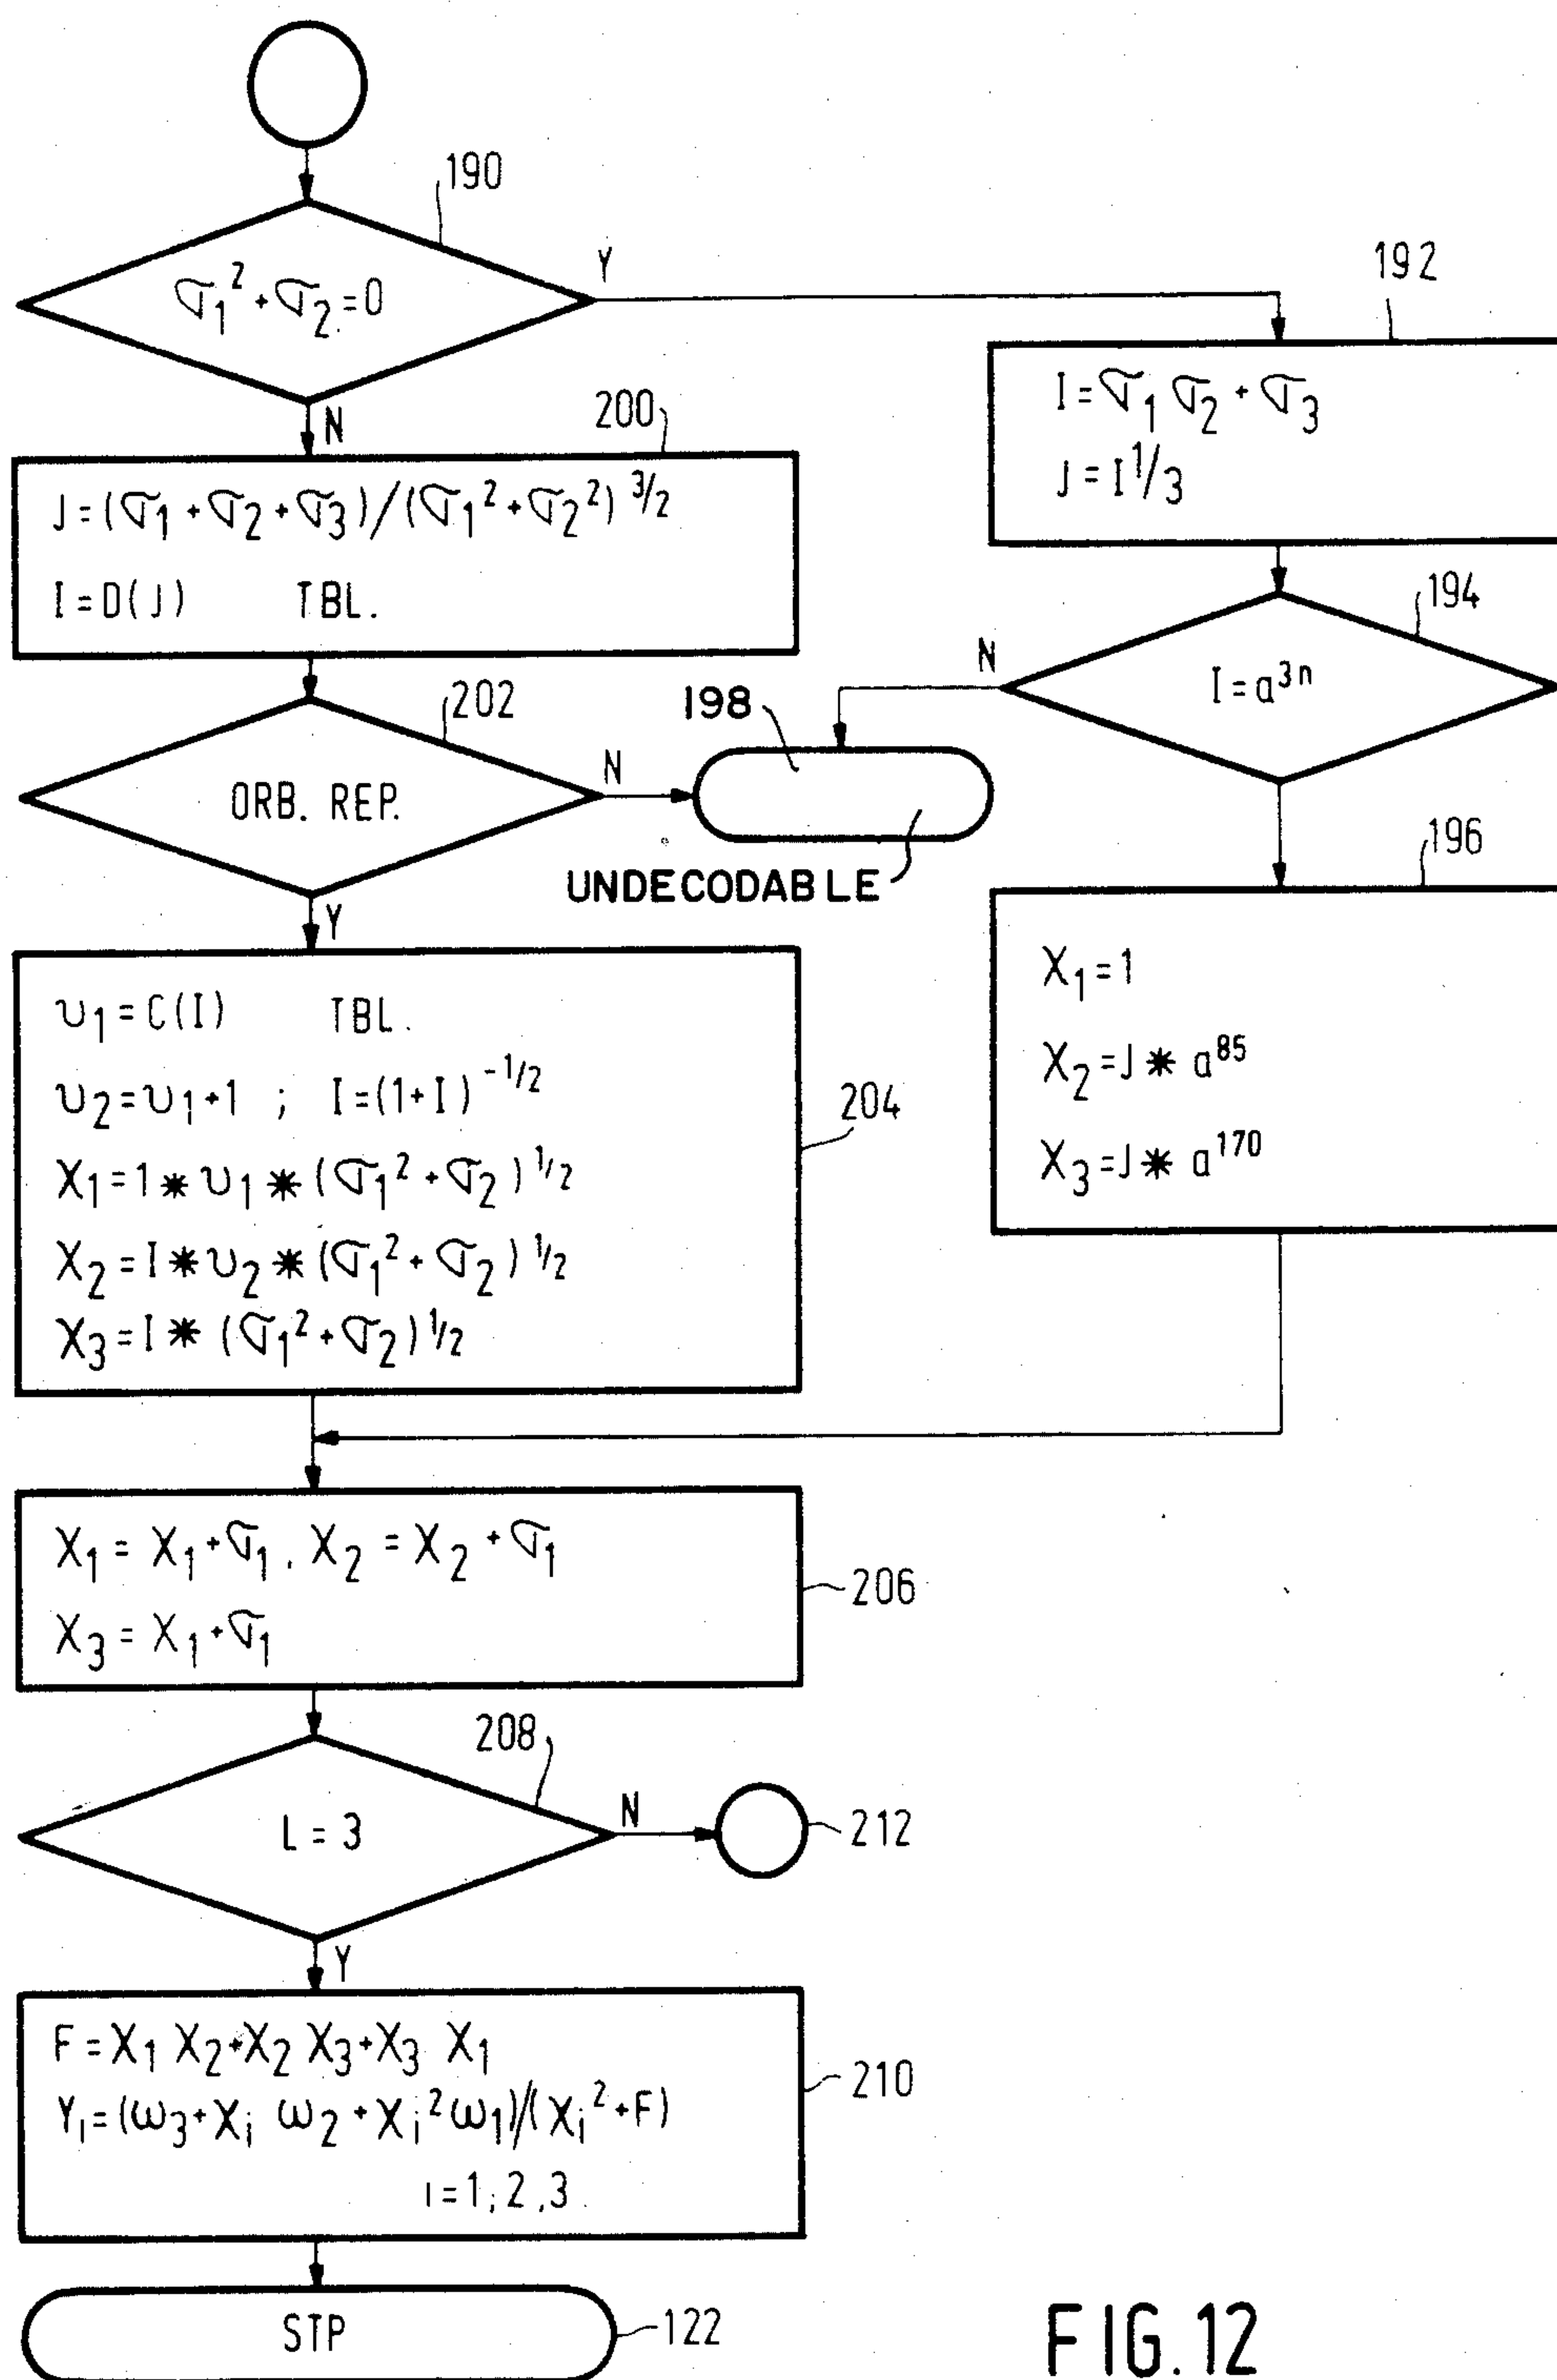 190
σ₁² + σ₂ = 0
Y
192
I = σ₁ σ₂ + σ₃
J = I^1/3
N
200
J = (σ₁ + σ₂ + σ₃) / (σ₁² + σ₂²)^3/2
I = D(J) TBL.
194
I = a³ⁿ
N
202
ORB. REP.
N
198
UNDECODABLE
Y
196
X₁ = 1
X₂ = J * a⁸⁵
X₃ = J * a¹⁷⁰
υ₁ = C(I) TBL.
υ₂ = υ₁ + 1 ; I = (1+I)^-1/2
X₁ = 1 * υ₁ * (σ₁² + σ₂)^1/2
X₂ = I * υ₂ * (σ₁² + σ₂)^1/2
X₃ = I * (σ₁² + σ₂)^1/2
204
X₁ = X₁ + σ₁ . X₂ = X₂ + σ₁
X₃ = X₁ + σ₁
206
208
L = 3
N
212
Y
F = X₁ X₂ + X₂ X₃ + X₃ X₁
Yᵢ = (ω₃ + Xᵢ ω₂ + Xᵢ² ω₁) / (Xᵢ² + F)
ı = 1, 2, 3
210
STP
122
FIG. 12